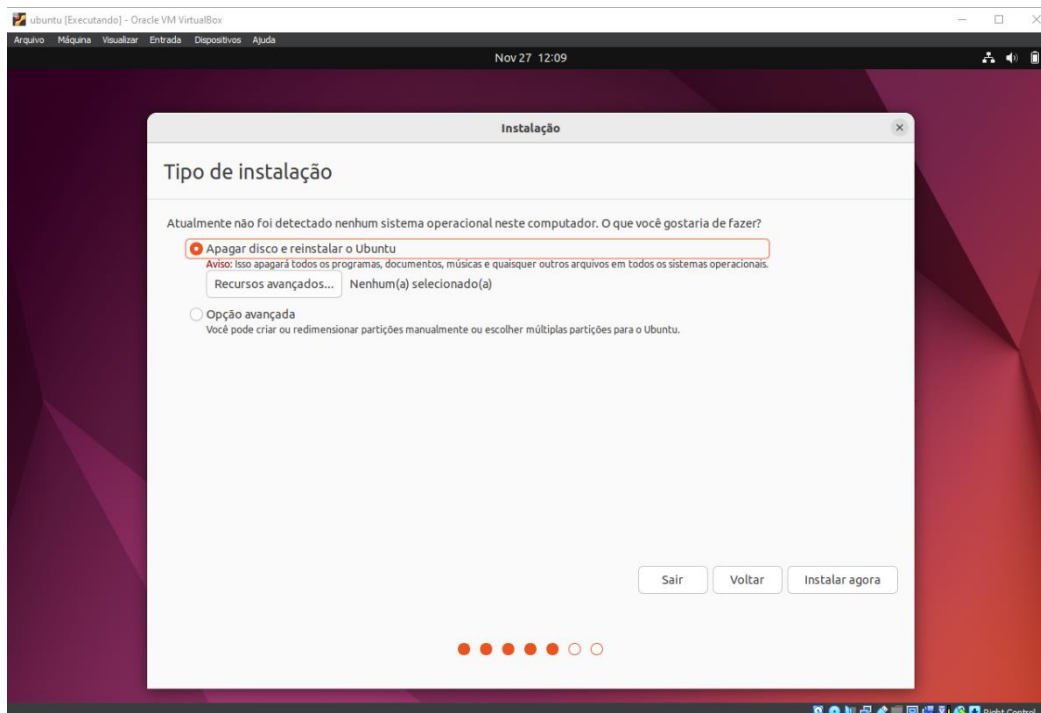 ubuntu [Executando] - Oracle VM VirtualBox
Arquivo Máquina Visualizar Entrada Dispositivos Ajuda
Nov 27 12:09
Instalação
Tipo de instalação
Atualmente não foi detectado nenhum sistema operacional neste computador. O que você gostaria de fazer?
Apagar disco e reinstalar o Ubuntu
Aviso: Isso apagará todos os programas, documentos, músicas e quaisquer outros arquivos em todos os sistemas operacionais.
Recursos avançados... Nenhum(a) selecionado(a)
Opção avançada
Você pode criar ou redimensionar partições manualmente ou escolher múltiplas partições para o Ubuntu.
Sair Voltar Instalar agora
Right Control